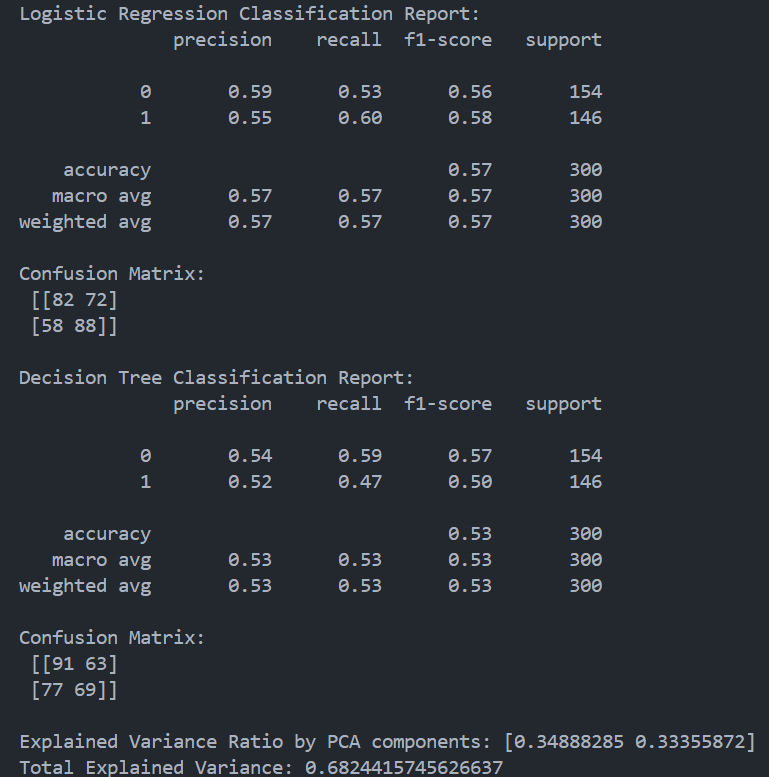 Logistic Regression Classification Report:
              precision    recall  f1-score   support

           0       0.59      0.53      0.56       154
           1       0.55      0.60      0.58       146

    accuracy                           0.57       300
   macro avg       0.57      0.57      0.57       300
weighted avg       0.57      0.57      0.57       300

Confusion Matrix:
 [[82 72]
 [58 88]]

Decision Tree Classification Report:
              precision    recall  f1-score   support

           0       0.54      0.59      0.57       154
           1       0.52      0.47      0.50       146

    accuracy                           0.53       300
   macro avg       0.53      0.53      0.53       300
weighted avg       0.53      0.53      0.53       300

Confusion Matrix:
 [[91 63]
 [77 69]]

Explained Variance Ratio by PCA components: [0.34888285 0.33355872]
Total Explained Variance: 0.6824415745626637